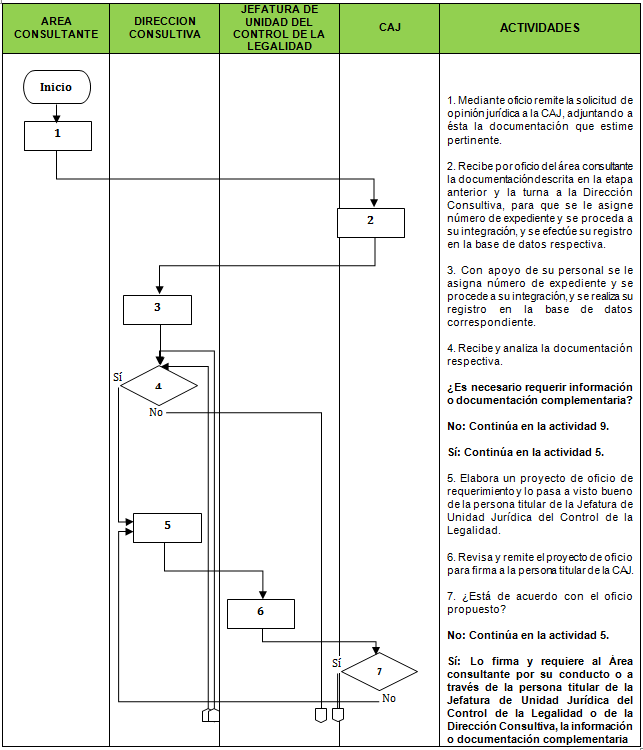 AREA
CONSULTANTE
DIRECCION
CONSULTIVA
JEFATURA DE
UNIDAD DEL
CONTROL DE LA
LEGALIDAD
CAJ
ACTIVIDADES
Inicio
1
2
3
Sí
4
No
5
6
Sí
7
No
1. Mediante oficio remite la solicitud de
opinión jurídica a la CAJ, adjuntando a
ésta la documentación que estime
pertinente.
2. Recibe por oficio del área consultante
la documentación descrita en la etapa
anterior y la turna a la Dirección
Consultiva, para que se le asigne
número de expediente y se proceda a
su integración, y se efectúe su registro
en la base de datos respectiva.
3. Con apoyo de su personal se le
asigna número de expediente y se
procede a su integración, y se realiza su
registro en la base de datos
correspondiente.
4. Recibe y analiza la documentación
respectiva.
¿Es necesario requerir información
o documentación complementaria?
No: Continúa en la actividad 9.
Sí: Continúa en la actividad 5.
5. Elabora un proyecto de oficio de
requerimiento y lo pasa a visto bueno de
la persona titular de la Jefatura de
Unidad Jurídica del Control de la
Legalidad.
6. Revisa y remite el proyecto de oficio
para firma a la persona titular de la CAJ.
7. ¿Está de acuerdo con el oficio
propuesto?
No: Continúa en la actividad 5.
Sí: Lo firma y requiere al Área
consultante por su conducto o a
través de la persona titular de la
Jefatura de Unidad Jurídica del
Control de la Legalidad o de la
Dirección Consultiva, la información
o documentación complementaria